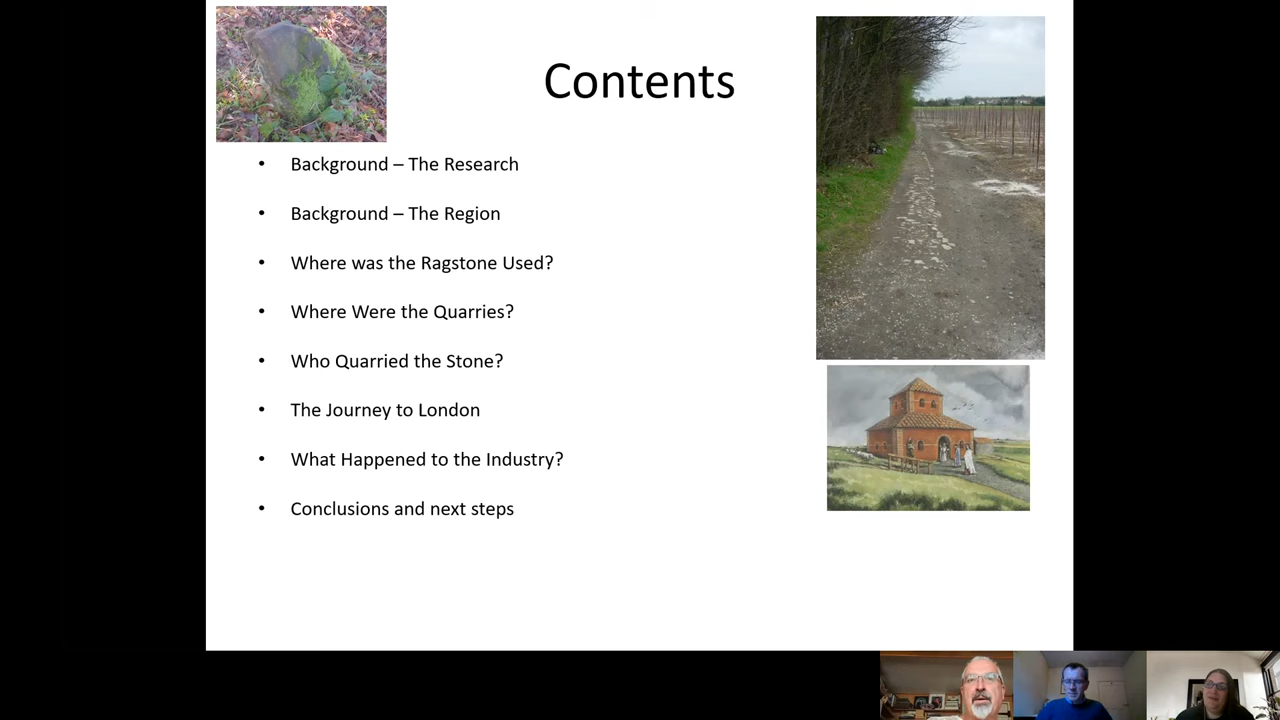 Contents
• Background – The Research
• Background – The Region
• Where was the Ragstone Used?
• Where Were the Quarries?
• Who Quarried the Stone?
• The Journey to London
• What Happened to the Industry?
• Conclusions and next steps